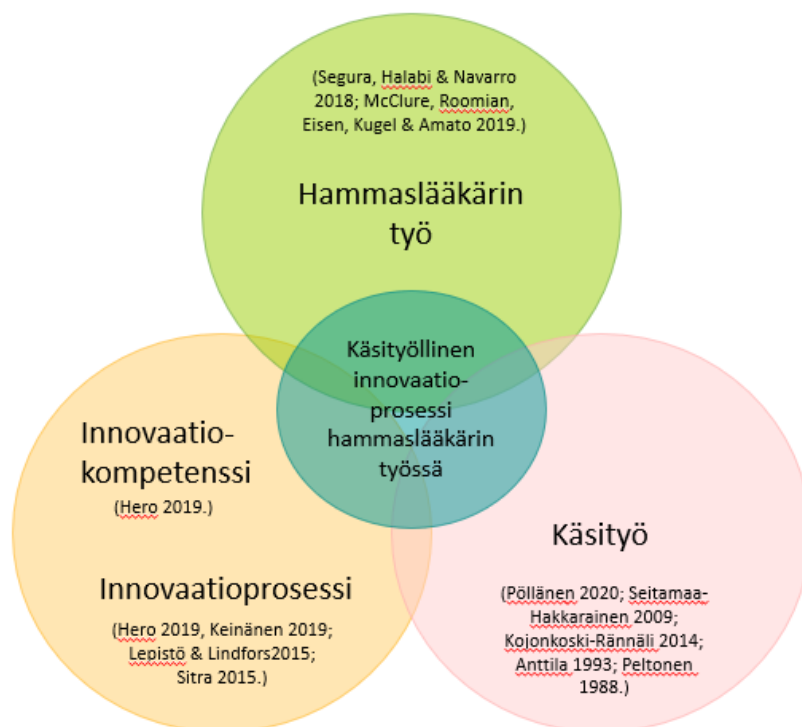 (Segura, Halabi & Navarro
2018; McClure, Roomian,
Eisen, Kugel & Amato 2019.)
Hammaslääkärin
työ
Käsityöllinen
innovaatio-
prosessi
hammaslääkärin
työssä
Innovaatio-
kompetenssi
(Hero 2019.)
Innovaatioprosessi
(Hero 2019, Keinänen 2019;
Lepistö & Lindfors2015;
Sitra 2015.)
Käsityö
(Pöllänen 2020; Seitamaa-
Hakkarainen 2009;
Kojonkoski-Rännäli 2014;
Anttila 1993; Peltonen
1988.)